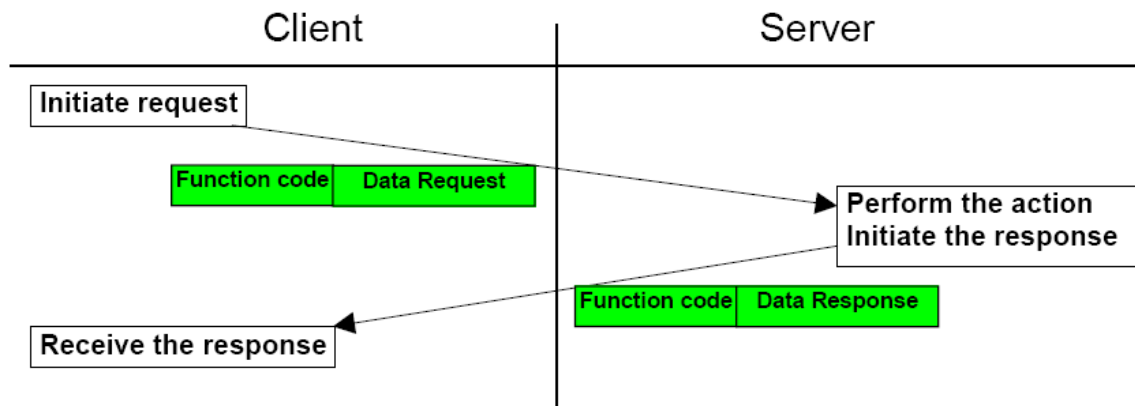 Client
Server
Initiate request
Function code
Data Request
Perform the action
Initiate the response
Function code
Data Response
Receive the response